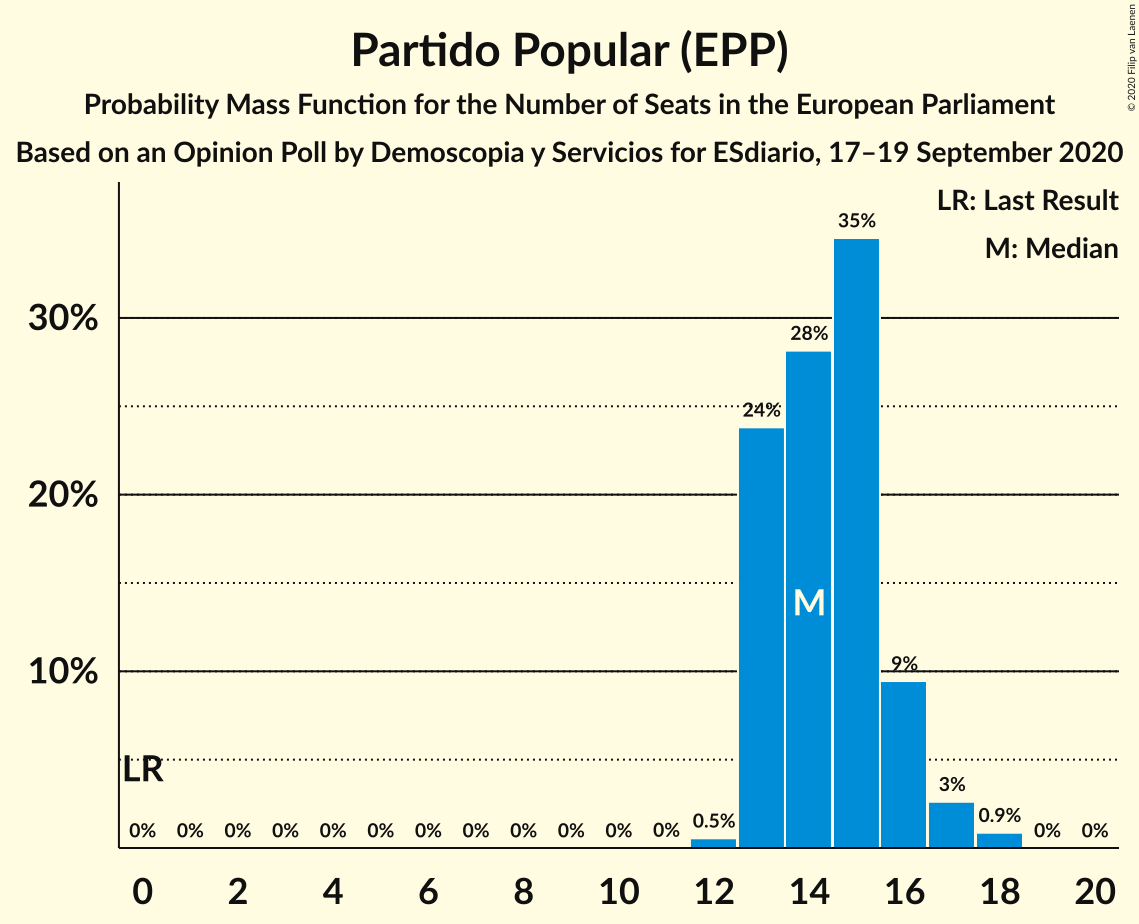 Partido Popular (EPP)
Probability Mass Function for the Number of Seats in the European Parliament
Based on an Opinion Poll by Demoscopia y Servicios for ESdiario, 17–19 September 2020
© 2020 Filip van Laenen
LR: Last Result
M: Median
35%
30%
28%
24%
20%
M
10%
9%
LR
3%
0% 0% 0% 0% 0% 0% 0% 0% 0% 0% 0% 0% 0.5% 0.9% 0% 0%
0 2 4 6 8 10 12 14 16 18 20